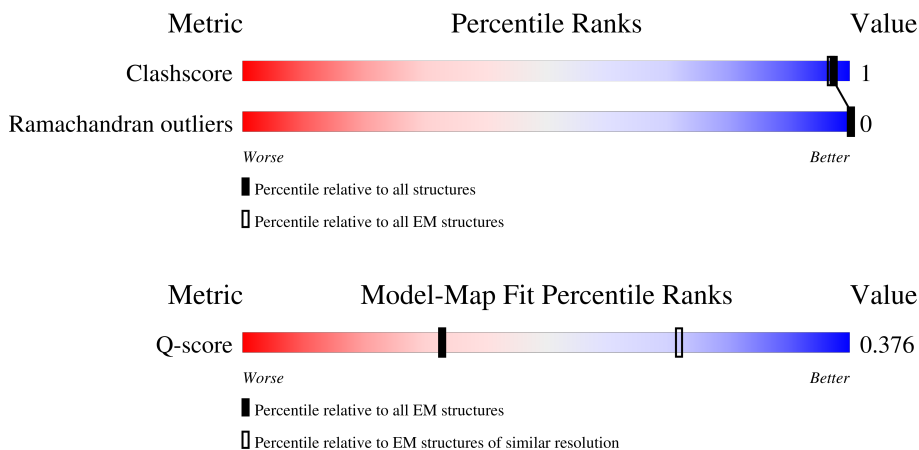 Metric Percentile Ranks Value
Clashscore 1
Ramachandran outliers 0
Worse Better
Percentile relative to all structures
Percentile relative to all EM structures
Metric Model-Map Fit Percentile Ranks Value
Q-score 0.376
Worse Better
Percentile relative to all EM structures
Percentile relative to EM structures of similar resolution